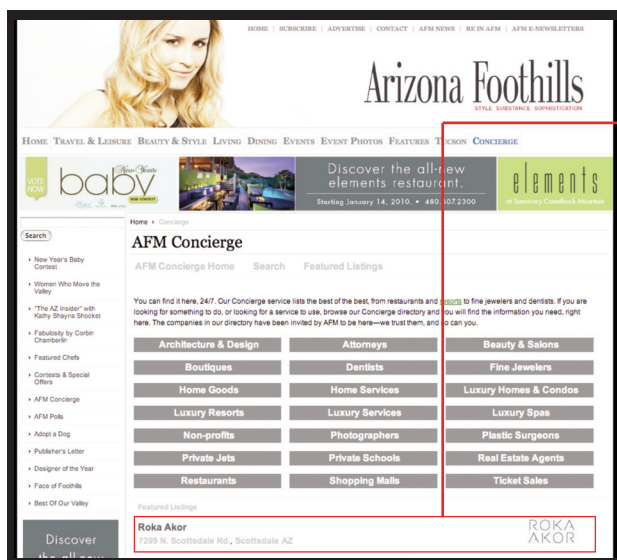 HOME | SUBSCRIBE | ADVERTISE | CONTACT | AFM NEWS | BE IN AFM | AFM E-NEWSLETTERS
Arizona Foothills
STYLE SUBSTANCE SOPHISTICATION
HOME TRAVEL & LEISURE BEAUTY & STYLE LIVING DINING EVENTS EVENT PHOTOS FEATURES TUCSON CONCIERGE
VOTE NOW
New Year's
baby
Discover the all-new
elements restaurant.
Starting January 14, 2010. • 480.607.2300
elements
at Sanctuary Camelback Mountain
Search
Home › Concierge
AFM Concierge
AFM Concierge Home Search Featured Listings
You can find it here, 24/7. Our Concierge service lists the best of the best, from restaurants and resorts to fine jewelers and dentists. If you are
looking for something to do, or looking for a service to use, browse our Concierge directory and you will find the information you need, right
here. The companies in our directory have been invited by AFM to be here—we trust them, and so can you.
Architecture & Design Attorneys Beauty & Salons
Boutiques Dentists Fine Jewelers
Home Goods Home Services Luxury Homes & Condos
Luxury Resorts Luxury Services Luxury Spas
Non-profits Photographers Plastic Surgeons
Private Jets Private Schools Real Estate Agents
Restaurants Shopping Malls Ticket Sales
Featured Listings
Roka Akor
7299 N. Scottsdale Rd., Scottsdale AZ
ROKA
AKOR
New Year's Baby
Contest
Women Who Move the
Valley
"The AZ Insider" with
Kathy Shayna Shocket
Fabulosity by Corbin
Chamberlin
Featured Chefs
Contests & Special
Offers
AFM Concierge
AFM Polls
Adopt a Dog
Publisher's Letter
Designer of the Year
Face of Foothills
Best Of Our Valley
Discover
the all-new